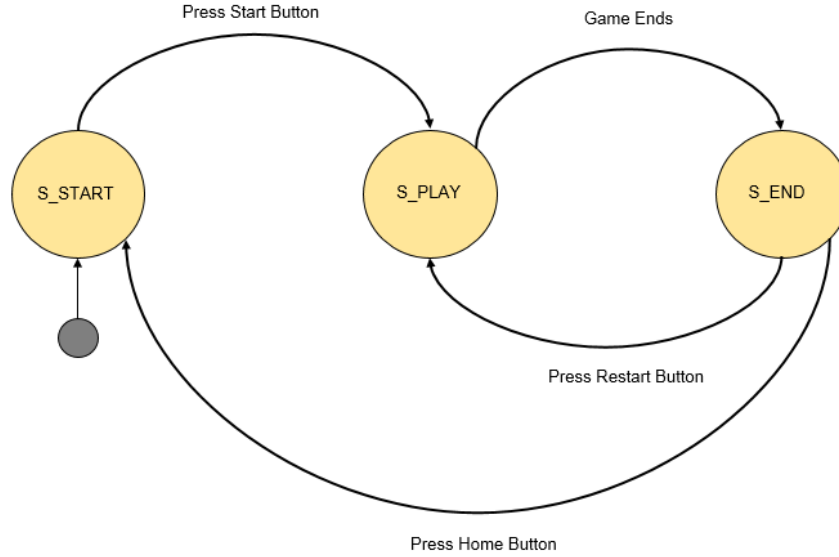 Press Start Button
Game Ends
S_START
S_PLAY
S_END
Press Restart Button
Press Home Button